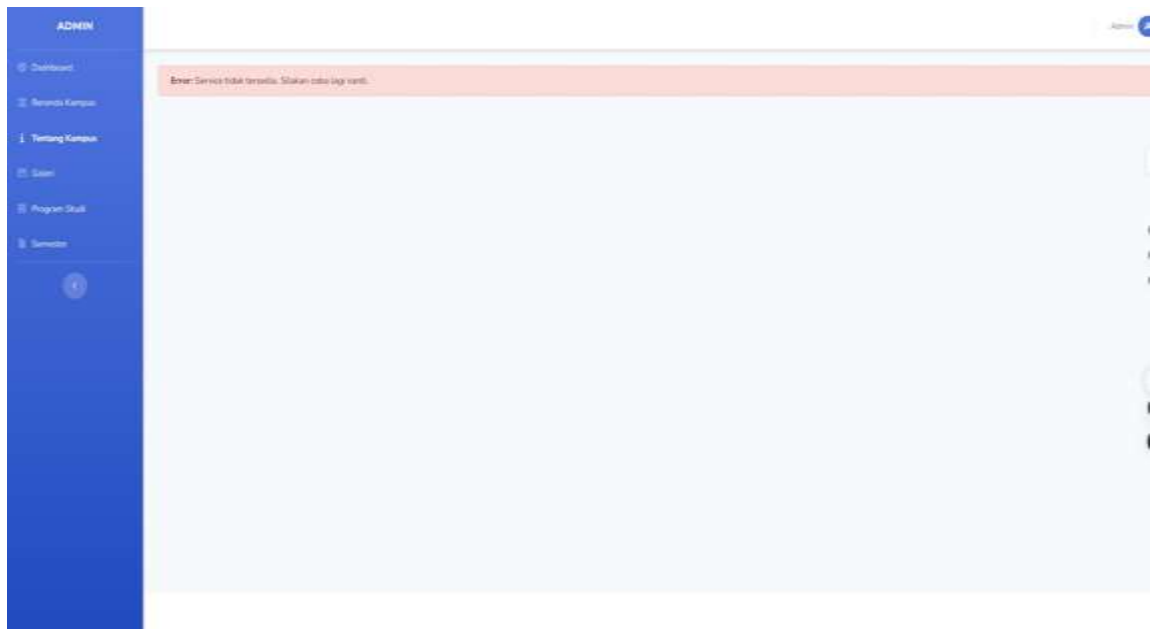 ADMIN
Admin
Dashboard
Error: Service tidak tersedia. Silakan coba lagi nanti.
Beranda Kampus
Tentang Kampus
Galeri
Program Studi
Semester